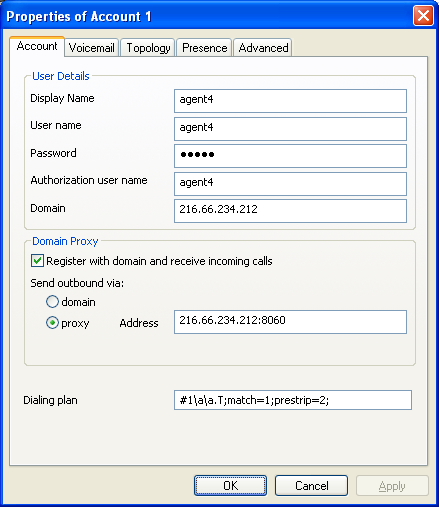 Properties of Account 1
Account Voicemail Topology Presence Advanced
User Details
Display Name agent4
User name agent4
Password ●●●●●
Authorization user name agent4
Domain 216.66.234.212
Domain Proxy
Register with domain and receive incoming calls
Send outbound via:
domain
proxy Address 216.66.234.212:8060
Dialing plan #1\a\a.T;match=1;prestrip=2;
OK Cancel Apply